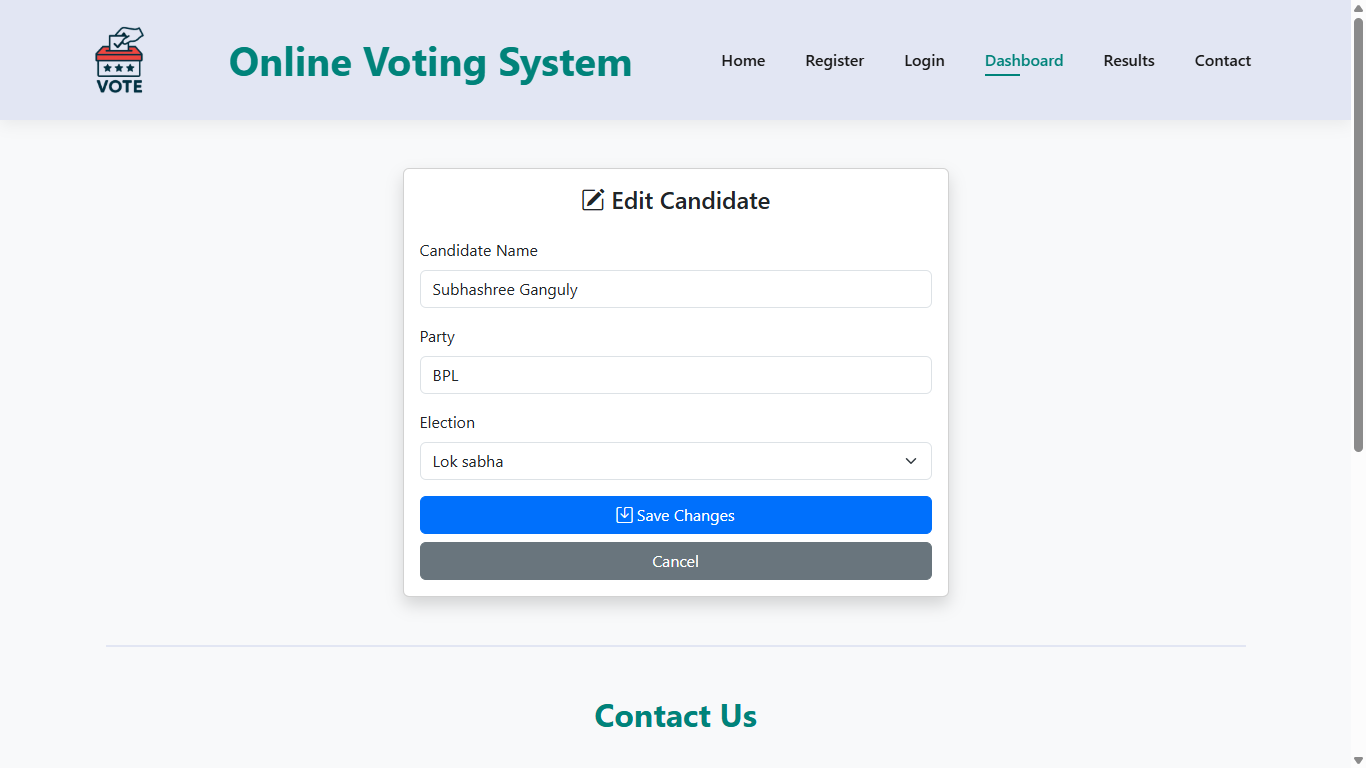 VOTE
Online Voting System
Home Register Login Dashboard Results Contact
Edit Candidate
Candidate Name
Subhashree Ganguly
Party
BPL
Election
Lok sabha
Save Changes
Cancel
Contact Us